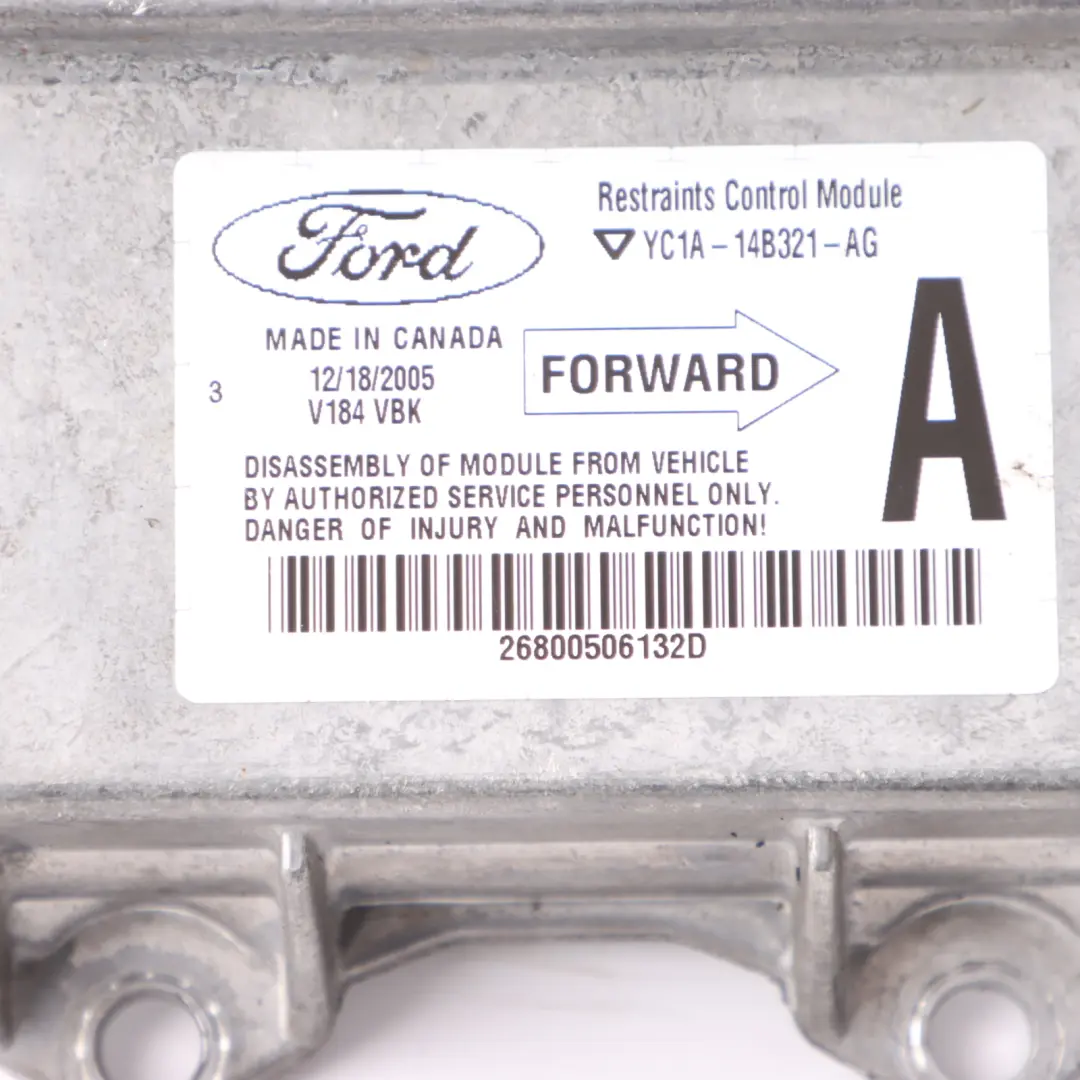 Ford
Restraints Control Module
YC1A - 14B321 - AG
MADE IN CANADA
12/18/2005
V184 VBK
3
FORWARD
A
DISASSEMBLY OF MODULE FROM VEHICLE
BY AUTHORIZED SERVICE PERSONNEL ONLY.
DANGER OF INJURY AND MALFUNCTION!
26800506132D